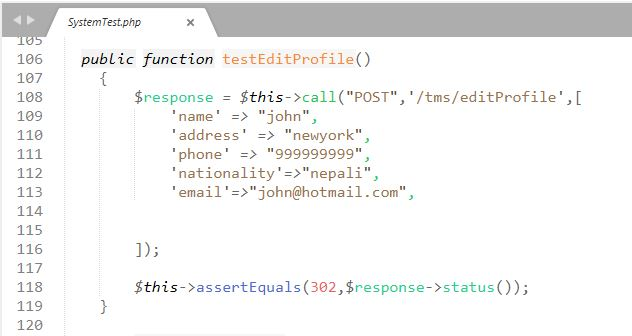 SystemTest.php
105
106 public function testEditProfile()
107 {
108 $response = $this->call("POST",'/tms/editProfile',[
109 'name' => "john",
110 'address' => "newyork",
111 'phone' => "999999999",
112 'nationality'=>"nepali",
113 'email'=>"john@hotmail.com",
114
115
116 ]);
117
118 $this->assertEquals(302,$response->status());
119 }
120